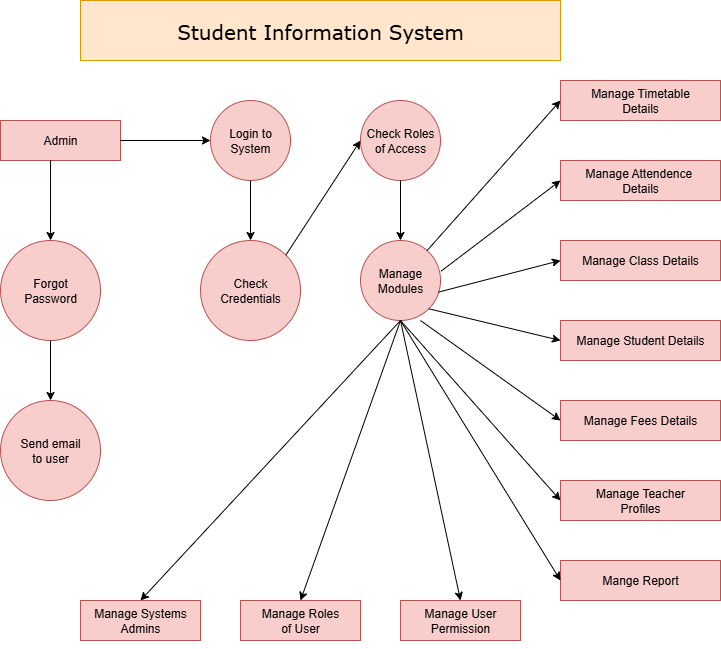 Student Information System
Admin
Login to
System
Check Roles
of Access
Manage Timetable
Details
Manage Attendence
Details
Forgot
Password
Check
Credentials
Manage
Modules
Manage Class Details
Manage Student Details
Send email
to user
Manage Fees Details
Manage Teacher
Profiles
Mange Report
Manage Systems
Admins
Manage Roles
of User
Manage User
Permission